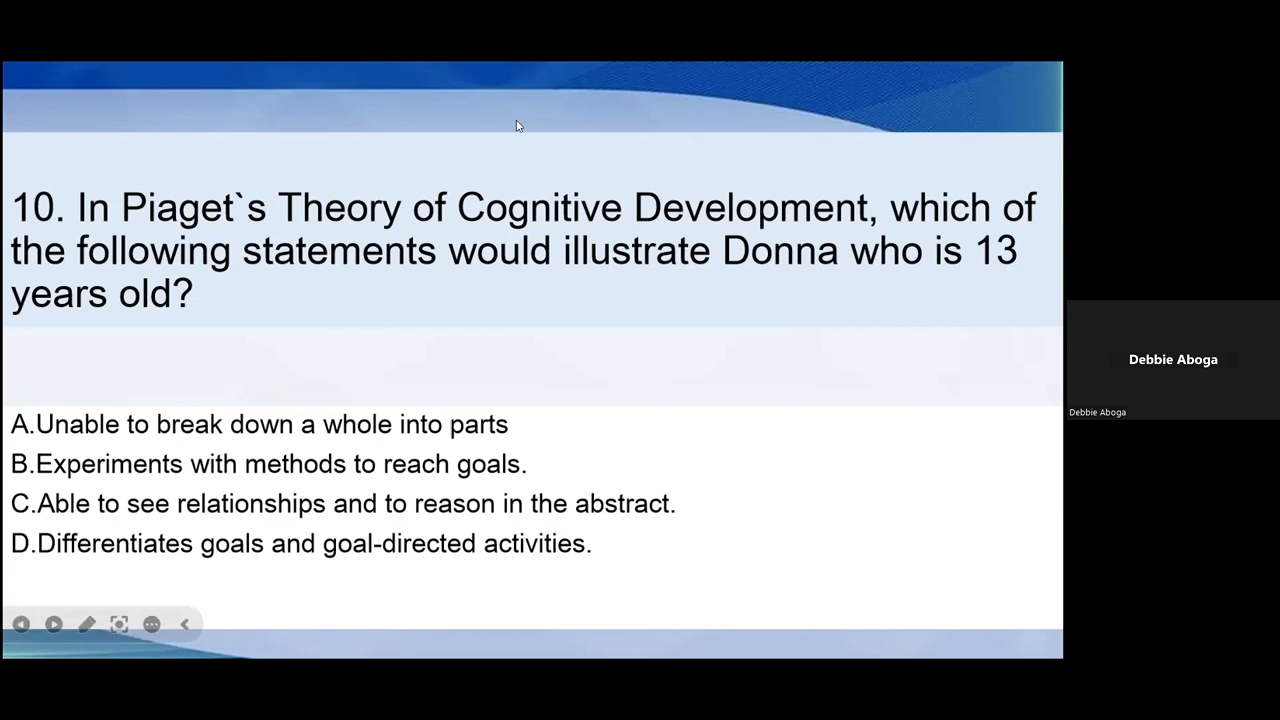 10. In Piaget`s Theory of Cognitive Development, which of
the following statements would illustrate Donna who is 13
years old?
A.Unable to break down a whole into parts
B.Experiments with methods to reach goals.
C.Able to see relationships and to reason in the abstract.
D.Differentiates goals and goal-directed activities.
Debbie Aboga
Debbie Aboga